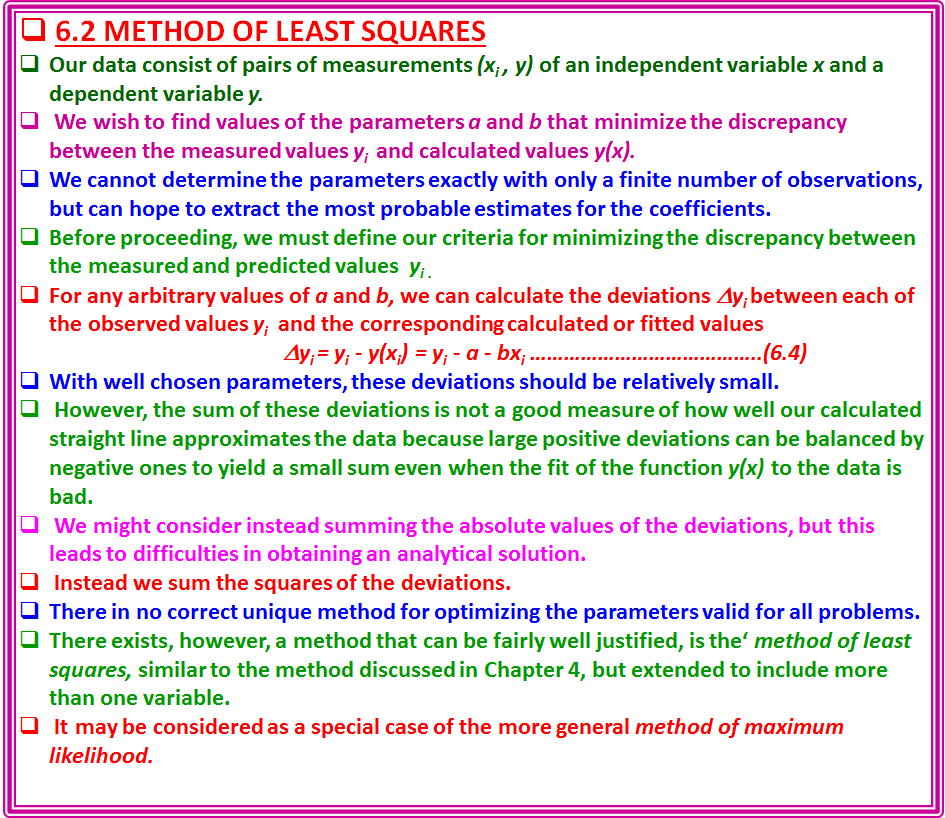 ❑ 6.2 METHOD OF LEAST SQUARES
❑ Our data consist of pairs of measurements (xᵢ , y) of an independent variable x and a
dependent variable y.
❑ We wish to find values of the parameters a and b that minimize the discrepancy
between the measured values yᵢ and calculated values y(x).
❑ We cannot determine the parameters exactly with only a finite number of observations,
but can hope to extract the most probable estimates for the coefficients.
❑ Before proceeding, we must define our criteria for minimizing the discrepancy between
the measured and predicted values yᵢ .
❑ For any arbitrary values of a and b, we can calculate the deviations Δyᵢ between each of
the observed values yᵢ and the corresponding calculated or fitted values
Δyᵢ = yᵢ - y(xᵢ) = yᵢ - a - bxᵢ ............................................(6.4)
❑ With well chosen parameters, these deviations should be relatively small.
❑ However, the sum of these deviations is not a good measure of how well our calculated
straight line approximates the data because large positive deviations can be balanced by
negative ones to yield a small sum even when the fit of the function y(x) to the data is
bad.
❑ We might consider instead summing the absolute values of the deviations, but this
leads to difficulties in obtaining an analytical solution.
❑ Instead we sum the squares of the deviations.
❑ There in no correct unique method for optimizing the parameters valid for all problems.
❑ There exists, however, a method that can be fairly well justified, is the‘ method of least
squares, similar to the method discussed in Chapter 4, but extended to include more
than one variable.
❑ It may be considered as a special case of the more general method of maximum
likelihood.